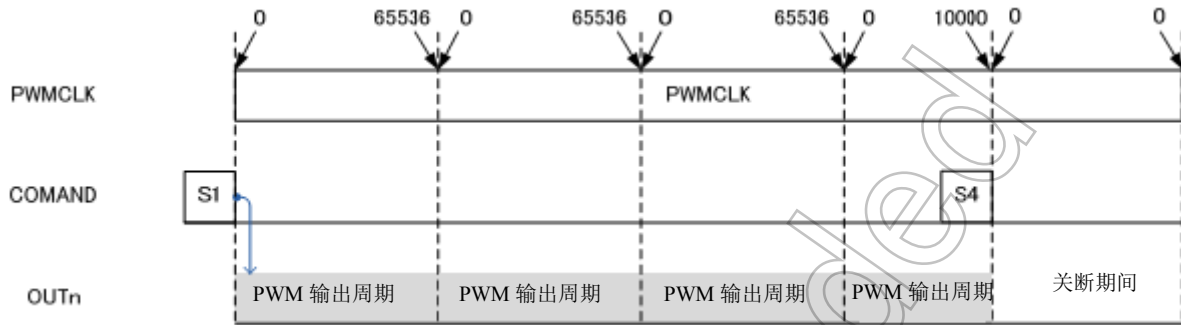 0 65536 0 65536 0 65536 0 10000 0 0
PWMCLK PWMCLK
COMAND S1 S4
OUTn PWM 输出周期 PWM 输出周期 PWM 输出周期 PWM 输出周期 关断期间
ded